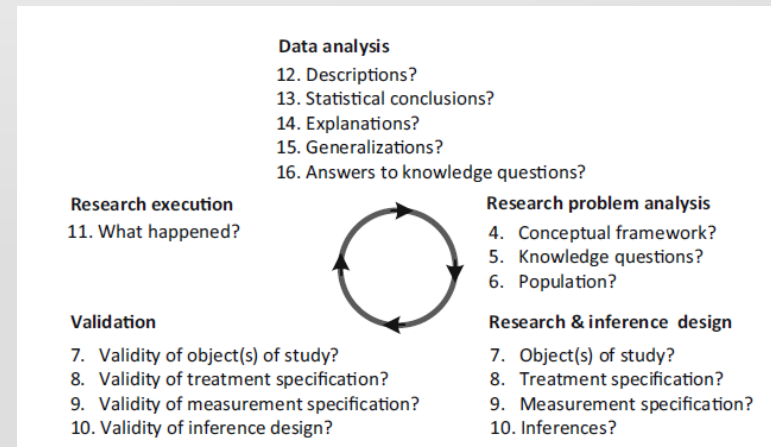 Data analysis
12. Descriptions?
13. Statistical conclusions?
14. Explanations?
15. Generalizations?
16. Answers to knowledge questions?
Research execution
11. What happened?
Research problem analysis
4. Conceptual framework?
5. Knowledge questions?
6. Population?
Validation
7. Validity of object(s) of study?
8. Validity of treatment specification?
9. Validity of measurement specification?
10. Validity of inference design?
Research & inference design
7. Object(s) of study?
8. Treatment specification?
9. Measurement specification?
10. Inferences?